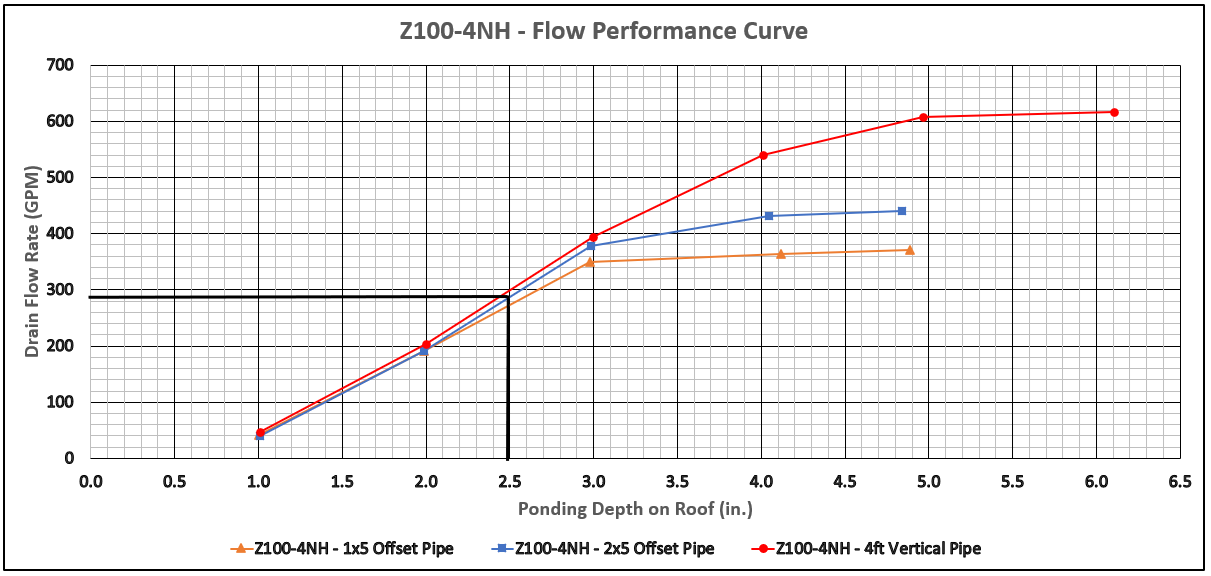 Z100-4NH - Flow Performance Curve
Drain Flow Rate (GPM)
700
600
500
400
300
200
100
0
0.0 0.5 1.0 1.5 2.0 2.5 3.0 3.5 4.0 4.5 5.0 5.5 6.0 6.5
Ponding Depth on Roof (in.)
Z100-4NH - 1x5 Offset Pipe Z100-4NH - 2x5 Offset Pipe Z100-4NH - 4ft Vertical Pipe